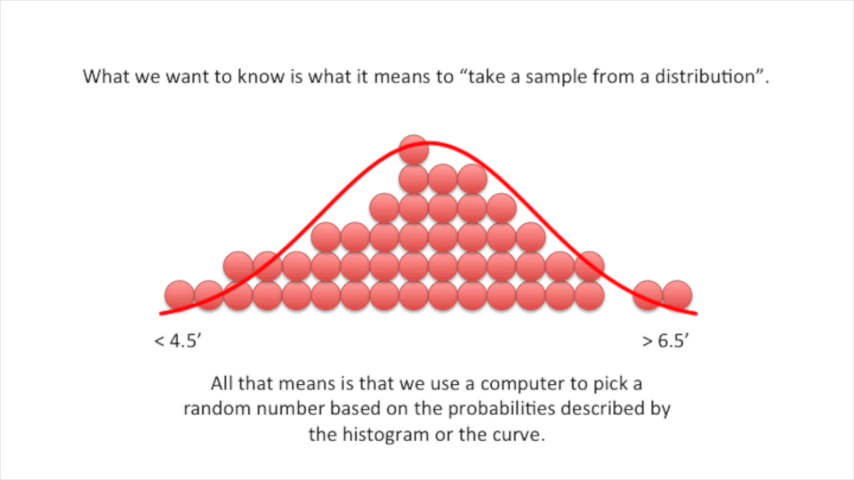 What we want to know is what it means to “take a sample from a distribution”.
< 4.5’
> 6.5’
All that means is that we use a computer to pick a
random number based on the probabilities described by
the histogram or the curve.